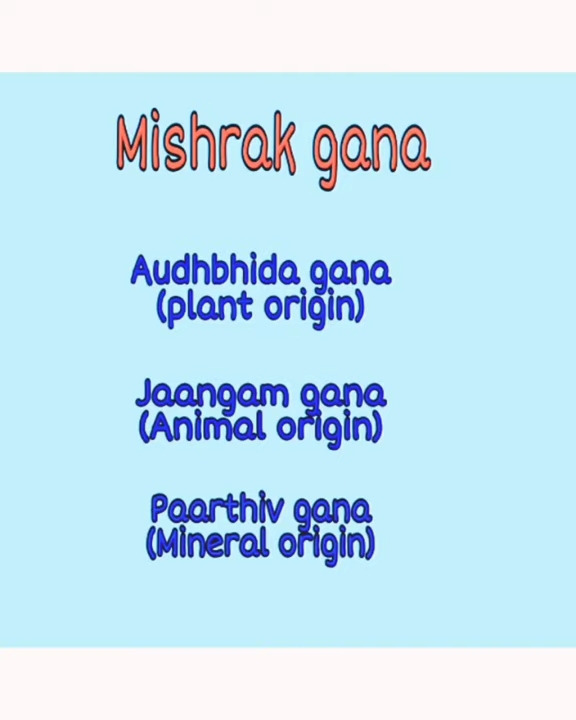 Mishrak gana
Audhbhida gana
(plant origin)
Jaangam gana
(Animal origin)
Paarthiv gana
(Mineral origin)